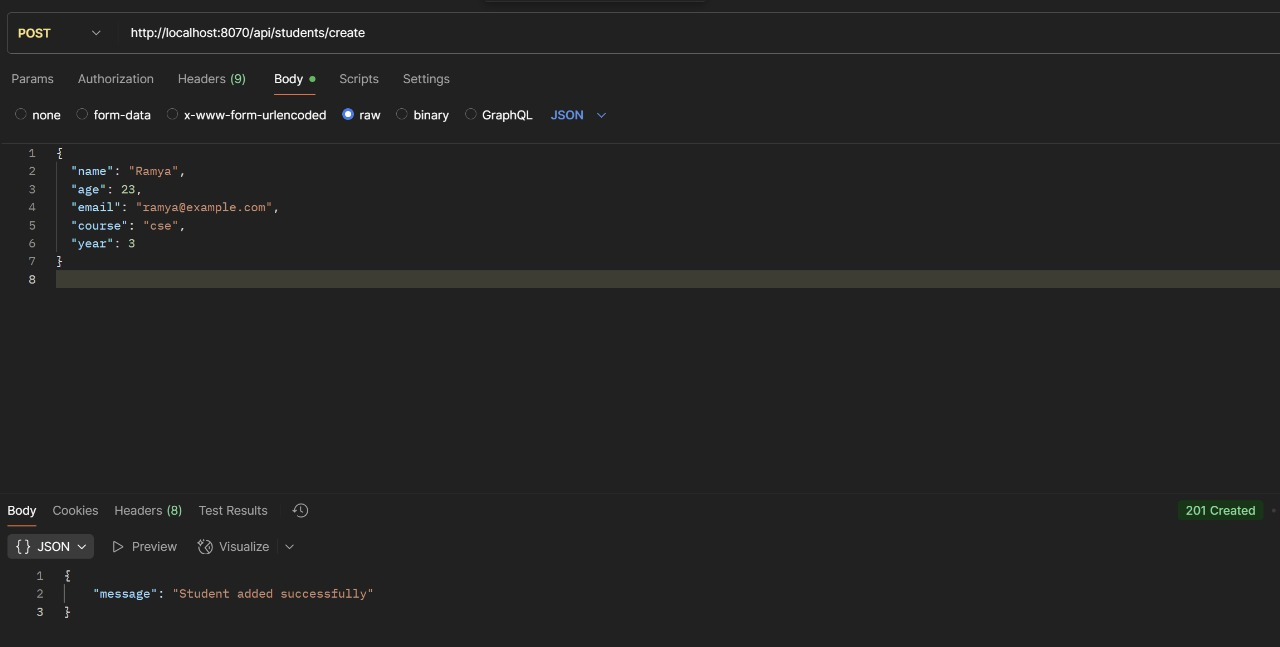 POST http://localhost:8070/api/students/create
Params Authorization Headers (9) Body Scripts Settings
none form-data x-www-form-urlencoded raw binary GraphQL JSON
1 {
2 "name": "Ramya",
3 "age": 23,
4 "email": "ramya@example.com",
5 "course": "cse",
6 "year": 3
7 }
8
Body Cookies Headers (8) Test Results 201 Created
{} JSON Preview Visualize
1 {
2 "message": "Student added successfully"
3 }